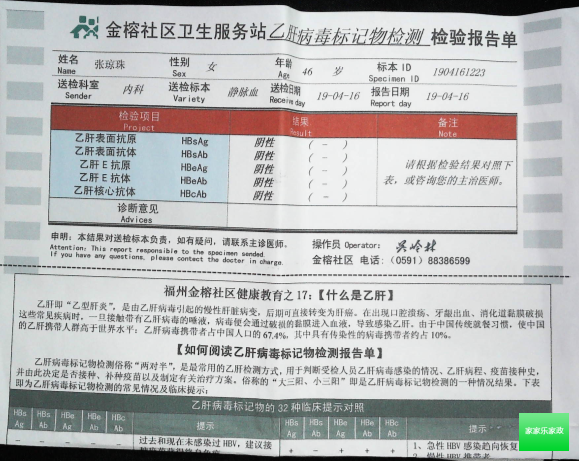 金榕社区卫生服务站乙肝病毒标记物检测 检验报告单
姓名 Name 张琼珠 性别 Sex 女 年龄 Age 46 岁 标本ID Specimen ID 1904161223
送检科室 Sender 内科 送检标本 Variety 静脉血 送检日期 Receive day 19-04-16 报告日期 Report day 19-04-16
检验项目 Project 结果 Result 备注 Note
乙肝表面抗原 HBsAg 阴性 ( - )
乙肝表面抗体 HBsAb 阴性 ( - )
乙肝E抗原 HBeAg 阴性 ( - )
乙肝E抗体 HBeAb 阴性 ( - )
乙肝核心抗体 HBcAb 阴性 ( - )
请根据检验结果对照下
表，或咨询您的主治医师。
诊断意见
Advices
申明：本结果对送检标本负责，如有疑问，请联系主诊医师。
Attention: This report responsible to the specimen sended.
If you have any questions, please contect the doctor in charge.
操作员 Operator:
金榕社区 电话:(0591) 88386599
福州金榕社区健康教育之17：【什么是乙肝】
乙肝即“乙型肝炎”，是由乙肝病毒引起的慢性肝脏病变，后期可直接转变为肝癌。在出现口腔溃疡、牙龈出血、消化道黏膜破损
这些常见疾病时，一旦接触带有乙肝病毒的唾液，病毒便会通过破损的黏膜进入血液，导致感染乙肝。由于中国传统就餐习惯，使中国
的乙肝携带人群高于世界水平：乙肝病毒携带者占中国人口的67.4%，其中具有传染性的病毒携带者约占10%。
【如何阅读乙肝病毒标记物检测报告单】
乙肝病毒标记物检测俗称“两对半”，是最常用的乙肝检测方式，用于判断受检人员乙肝病毒感染的情况、乙肝病程、疫苗接种史，
并由此决定是否接种、补种疫苗以及制定有关治疗方案。俗称的“大三阳、小三阳”即是乙肝病毒标记物检测的一种情况结果。下表
即为乙肝病毒标记物检测的常见情况及临床提示：
乙肝病毒标记物的32种临床提示对照
HBs Ag HBs Ab HBe Ag HBe Ab HBc Ab 提示 HBs Ag HBs Ab HBe Ag HBe Ab HBc Ab 提示
- - - - - 过去和现在未感染过HBV，建议接 + - + + + 1、急性HBV感染趋向恢复
2、慢性HBV携带者
家家乐家政